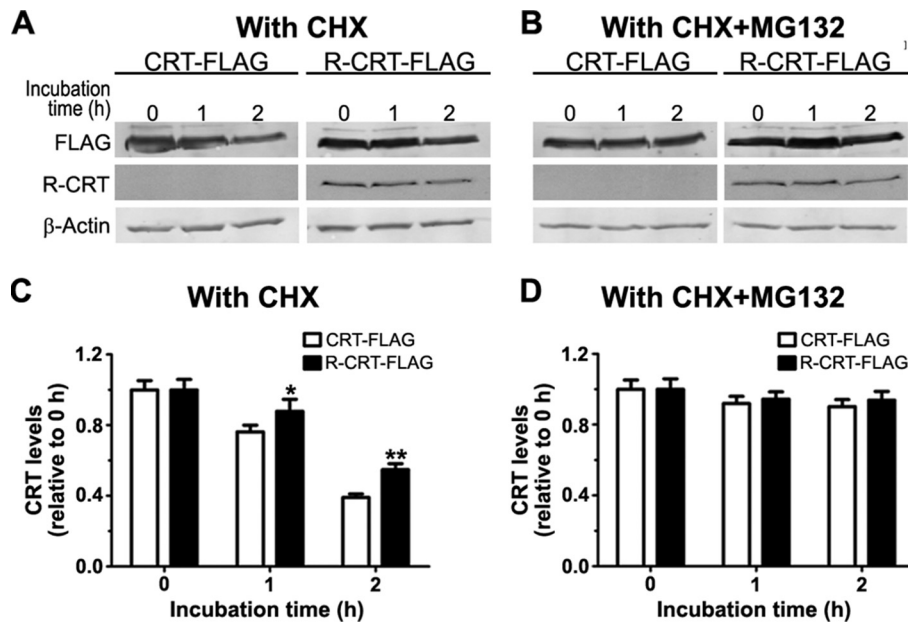 A With CHX
CRT-FLAG R-CRT-FLAG
Incubation
time (h) 0 1 2 0 1 2
FLAG
R-CRT
β-Actin
B With CHX+MG132
CRT-FLAG R-CRT-FLAG
0 1 2 0 1 2
C With CHX
CRT-FLAG
R-CRT-FLAG
CRT levels
(relative to 0 h)
1.2
0.8
0.4
0.0
*
**
0 1 2
Incubation time (h)
D With CHX+MG132
CRT-FLAG
R-CRT-FLAG
CRT levels
(relative to 0 h)
1.2
0.8
0.4
0.0
0 1 2
Incubation time (h)